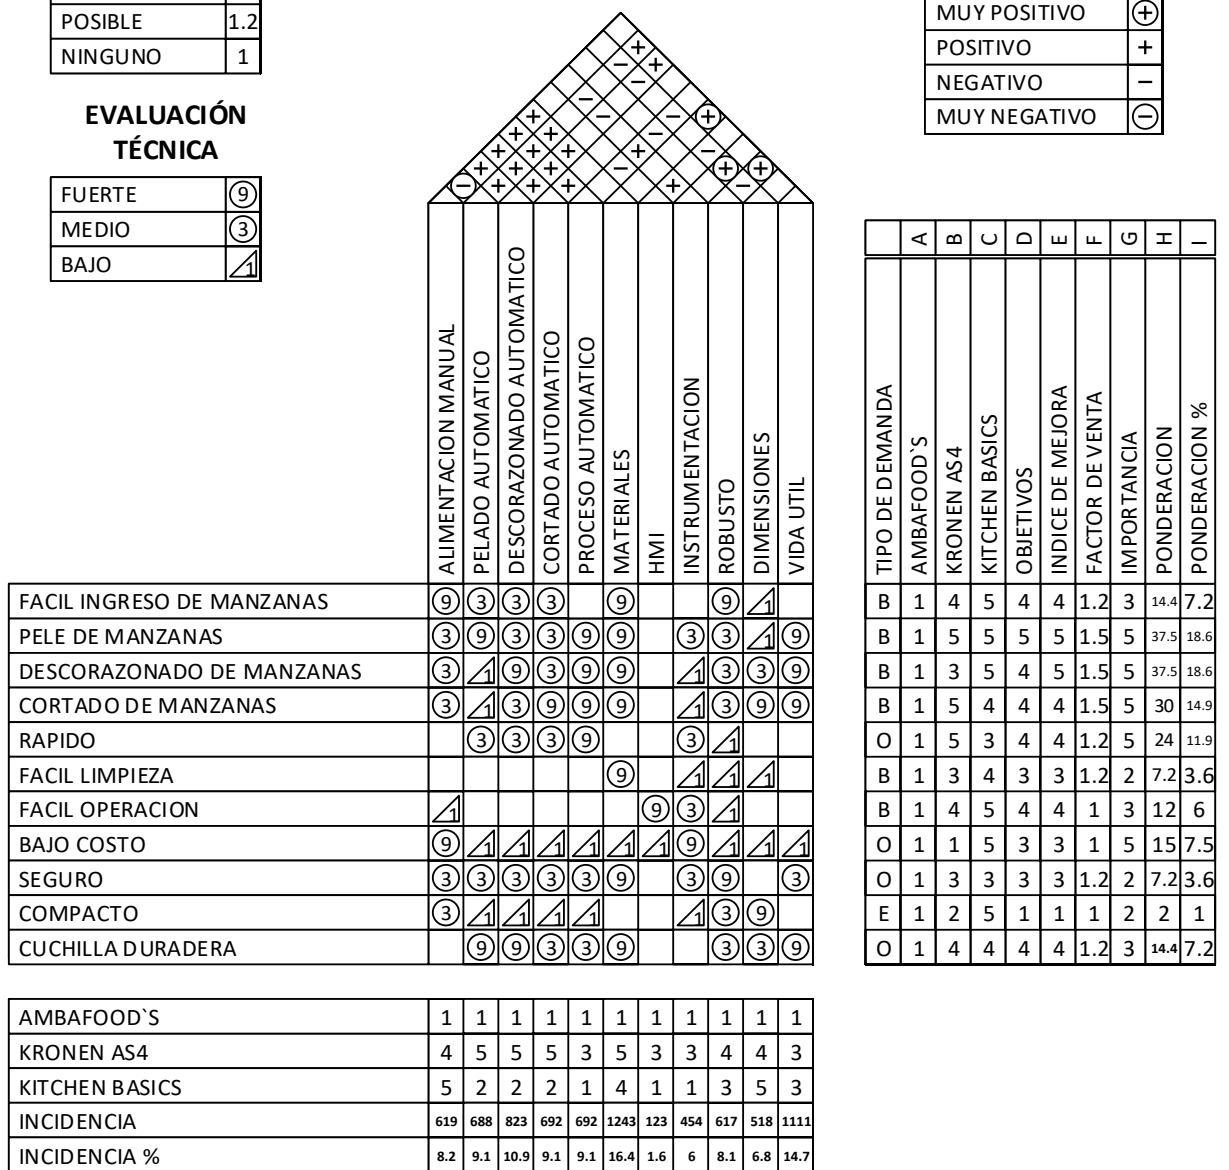 POSIBLE 1.2
NINGUNO 1
EVALUACIÓN
TÉCNICA
FUERTE 9
MEDIO 3
BAJO 1
MUY POSITIVO +
POSITIVO +
NEGATIVO −
MUY NEGATIVO −
ALIMENTACION MANUAL
PELADO AUTOMATICO
DESCORAZONADO AUTOMATICO
CORTADO AUTOMATICO
PROCESO AUTOMATICO
MATERIALES
HMI
INSTRUMENTACION
ROBUSTO
DIMENSIONES
VIDA UTIL
A B C D E F G H I
TIPO DE DEMANDA
AMBAFOOD`S
KRONEN AS4
KITCHEN BASICS
OBJETIVOS
INDICE DE MEJORA
FACTOR DE VENTA
IMPORTANCIA
PONDERACION
PONDERACION %
FACIL INGRESO DE MANZANAS 9 3 3 3 9 9 1 B 1 4 5 4 4 1.2 3 14.4 7.2
PELE DE MANZANAS 3 9 3 3 9 9 3 3 1 9 B 1 5 5 5 5 1.5 5 37.5 18.6
DESCORAZONADO DE MANZANAS 3 1 9 3 9 9 1 3 3 9 B 1 3 5 4 5 1.5 5 37.5 18.6
CORTADO DE MANZANAS 3 1 3 9 9 9 1 3 9 9 B 1 5 4 4 4 1.5 5 30 14.9
RAPIDO 3 3 3 9 3 1 O 1 5 3 4 4 1.2 5 24 11.9
FACIL LIMPIEZA 9 1 1 1 B 1 3 4 3 3 1.2 2 7.2 3.6
FACIL OPERACION 1 9 3 1 B 1 4 5 4 4 1 3 12 6
BAJO COSTO 9 1 1 1 1 1 1 9 1 1 1 O 1 1 5 3 3 1 5 15 7.5
SEGURO 3 3 3 3 3 9 3 9 3 O 1 3 3 3 3 1.2 2 7.2 3.6
COMPACTO 3 1 1 1 1 1 3 9 E 1 2 5 1 1 1 2 2 1
CUCHILLA DURADERA 9 9 3 3 9 3 3 9 O 1 4 4 4 4 1.2 3 14.4 7.2
AMBAFOOD`S 1 1 1 1 1 1 1 1 1 1 1
KRONEN AS4 4 5 5 5 3 5 3 3 4 4 3
KITCHEN BASICS 5 2 2 2 1 4 1 1 3 5 3
INCIDENCIA 619 688 823 692 692 1243 123 454 617 518 1111
INCIDENCIA % 8.2 9.1 10.9 9.1 9.1 16.4 1.6 6 8.1 6.8 14.7